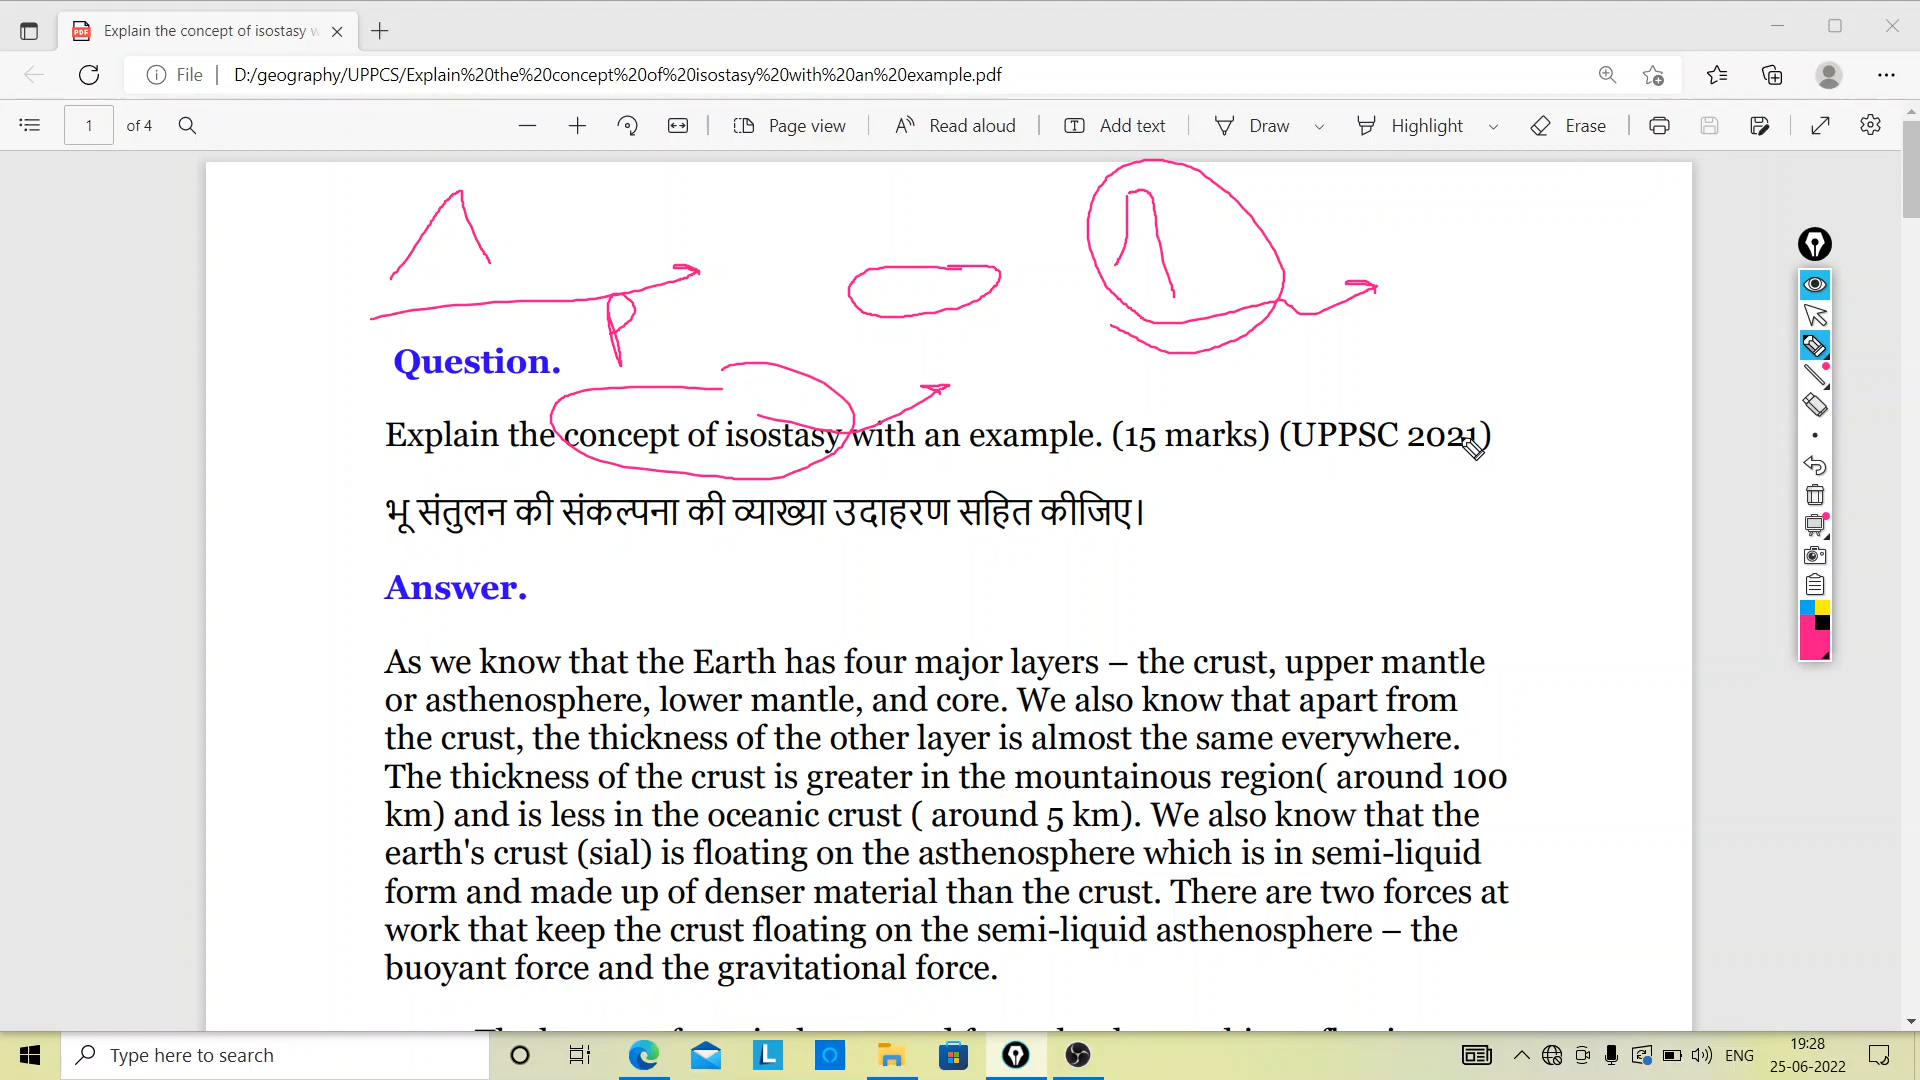 Explain the concept of isostasy w
File
D:/geography/UPPCS/Explain%20the%20concept%20of%20isostasy%20with%20an%20example.pdf
1 of 4
Page view
Read aloud
Add text
Draw
Highlight
Erase
Question.
Explain the concept of isostasy with an example. (15 marks) (UPPSC 2021)
भू संतुलन की संकल्पना की व्याख्या उदाहरण सहित कीजिए।
Answer.
As we know that the Earth has four major layers – the crust, upper mantle
or asthenosphere, lower mantle, and core. We also know that apart from
the crust, the thickness of the other layer is almost the same everywhere.
The thickness of the crust is greater in the mountainous region( around 100
km) and is less in the oceanic crust ( around 5 km). We also know that the
earth's crust (sial) is floating on the asthenosphere which is in semi-liquid
form and made up of denser material than the crust. There are two forces at
work that keep the crust floating on the semi-liquid asthenosphere – the
buoyant force and the gravitational force.
Type here to search
ENG
19:28
25-06-2022